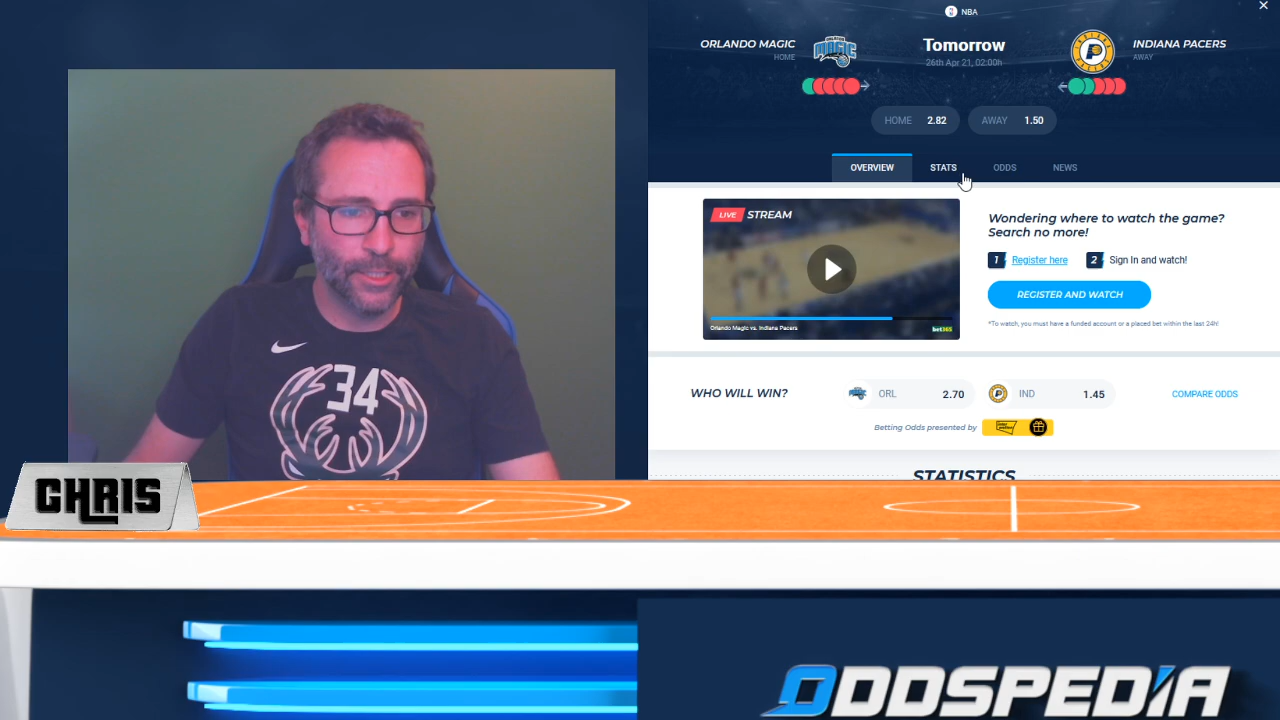 NBA
ORLANDO MAGIC
HOME
MAGIC
Tomorrow
26th Apr 21, 02:00h
INDIANA PACERS
AWAY
HOME 2.82
AWAY 1.50
OVERVIEW
STATS
ODDS
NEWS
LIVE STREAM
Orlando Magic vs. Indiana Pacers
bet365
Wondering where to watch the game?
Search no more!
1 Register here
2 Sign In and watch!
REGISTER AND WATCH
*To watch, you must have a funded account or a placed bet within the last 24h!
WHO WILL WIN?
ORL 2.70
IND 1.45
COMPARE ODDS
Betting Odds presented by
STATISTICS
34
CHRIS
ODDSPEDIA